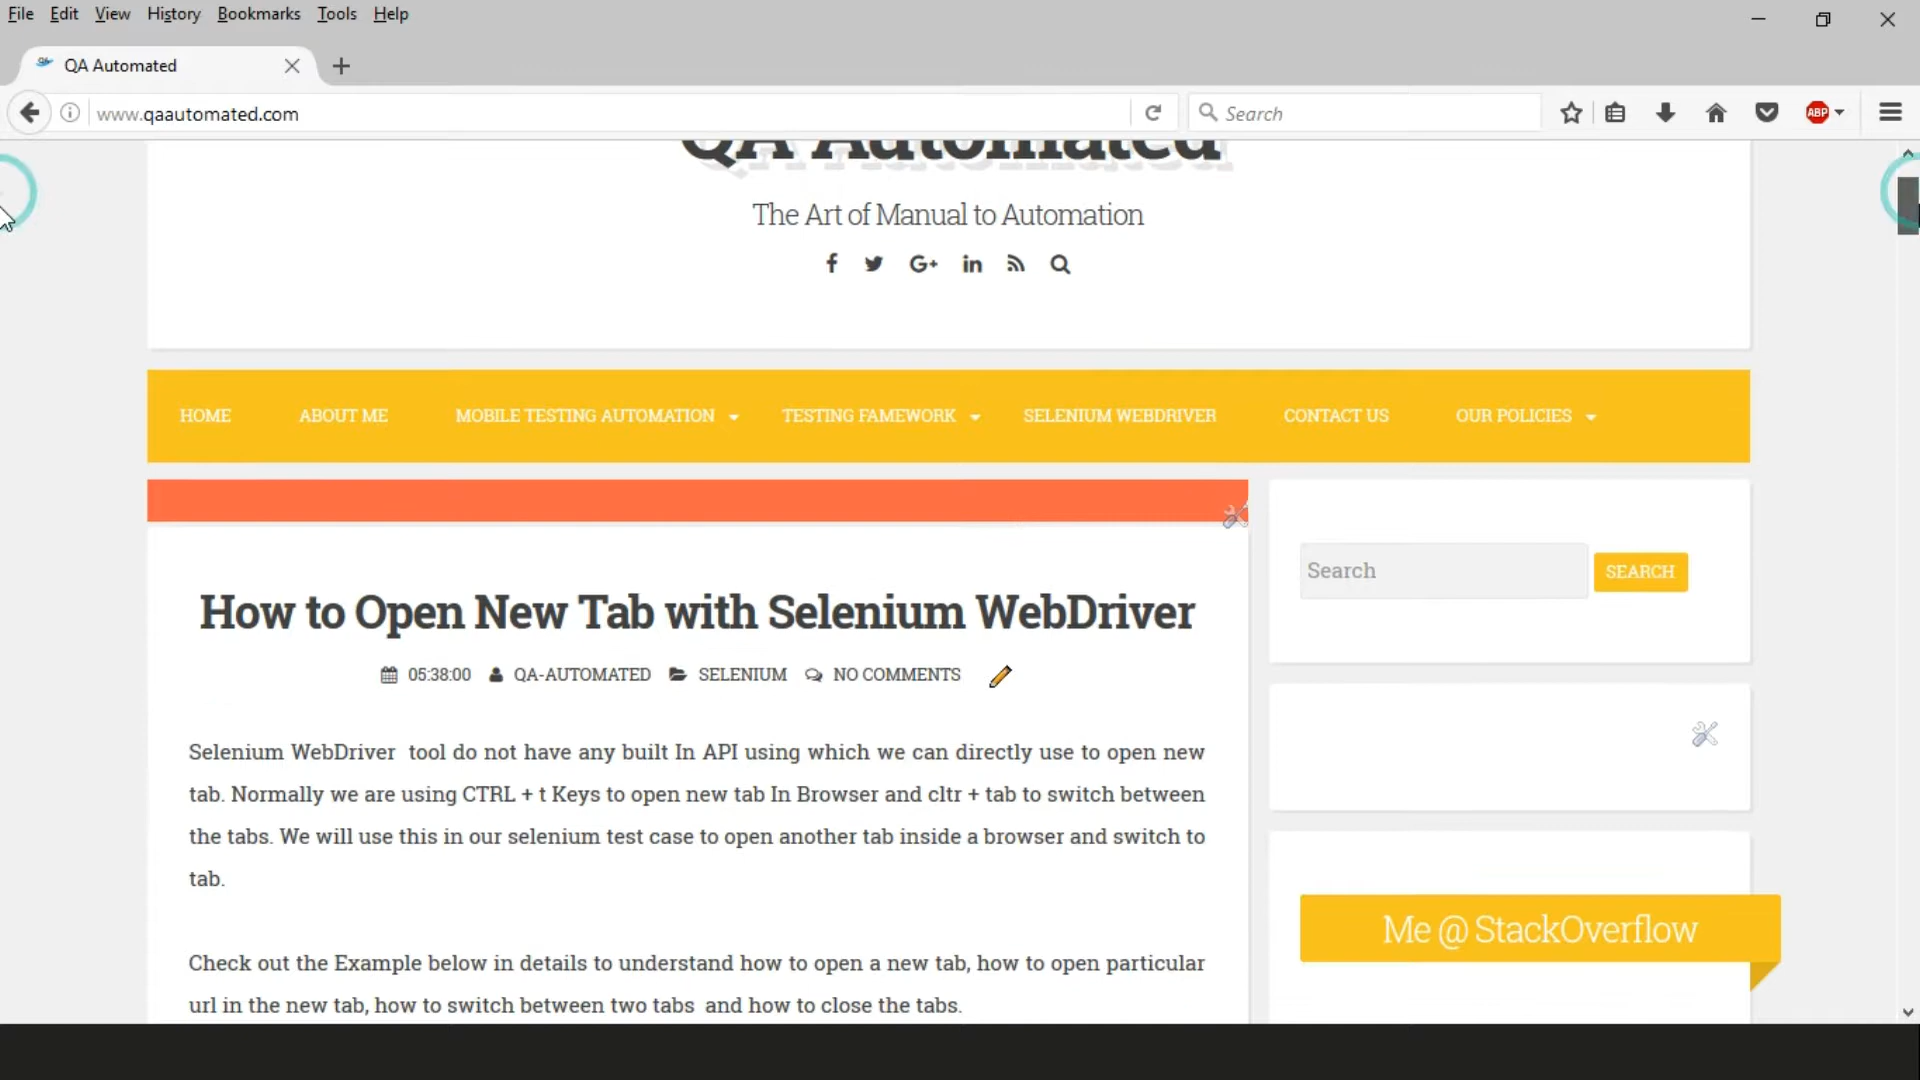 File Edit View History Bookmarks Tools Help
QA Automated
www.qaautomated.com
Search
ABP
QA Automated
The Art of Manual to Automation
HOME ABOUT ME MOBILE TESTING AUTOMATION TESTING FAMEWORK SELENIUM WEBDRIVER CONTACT US OUR POLICIES
Search SEARCH
How to Open New Tab with Selenium WebDriver
05:38:00 QA-AUTOMATED SELENIUM NO COMMENTS
Selenium WebDriver tool do not have any built In API using which we can directly use to open new
tab. Normally we are using CTRL + t Keys to open new tab In Browser and cltr + tab to switch between
the tabs. We will use this in our selenium test case to open another tab inside a browser and switch to
tab.
Check out the Example below in details to understand how to open a new tab, how to open particular
url in the new tab, how to switch between two tabs and how to close the tabs.
Me @ StackOverflow